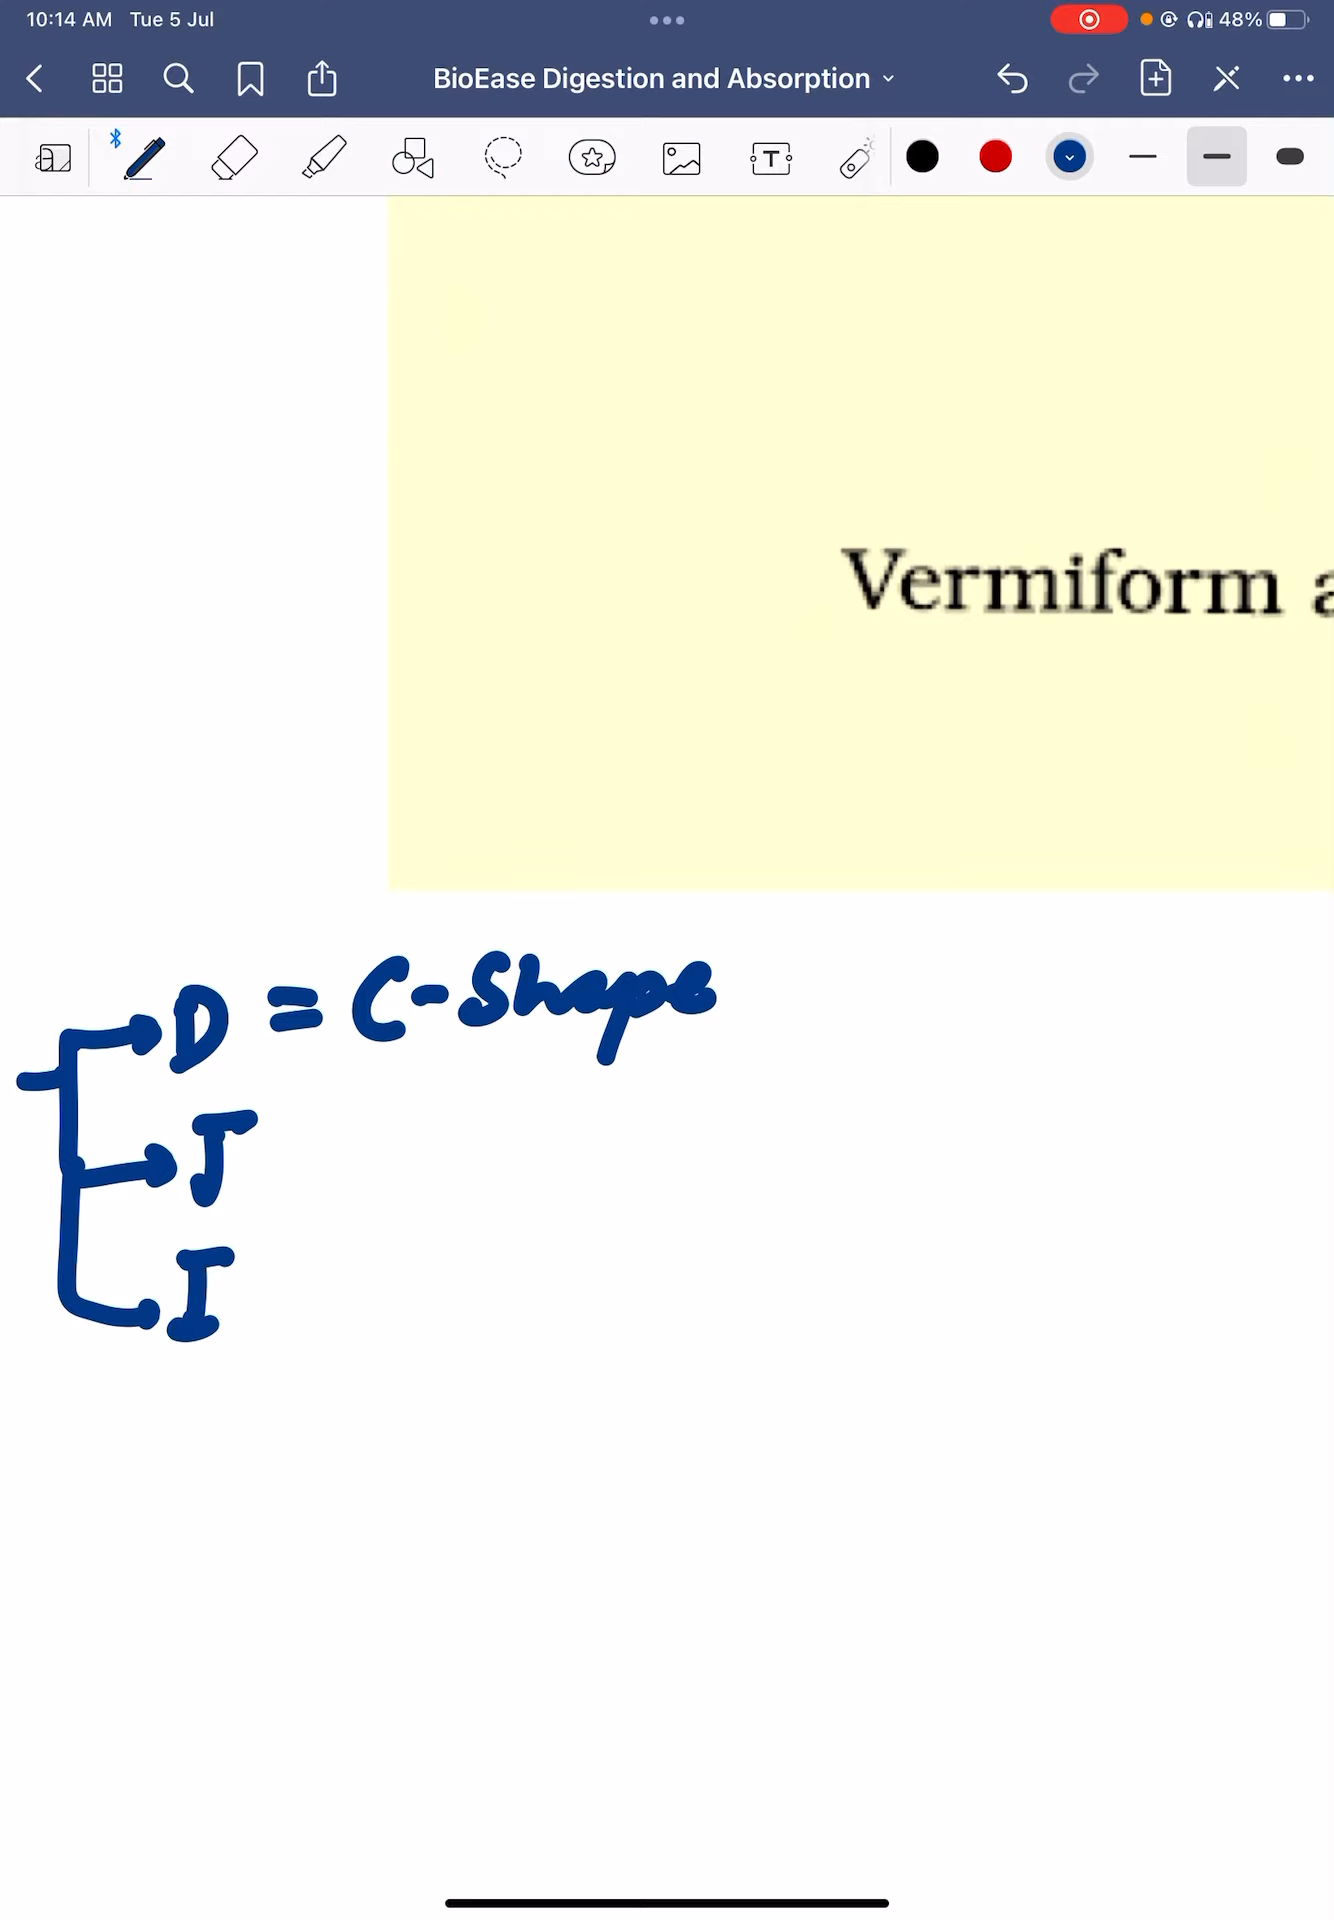 10:14 AM Tue 5 Jul
48%
BioEase Digestion and Absorption
Vermiform a
D = C-Shape
J
I